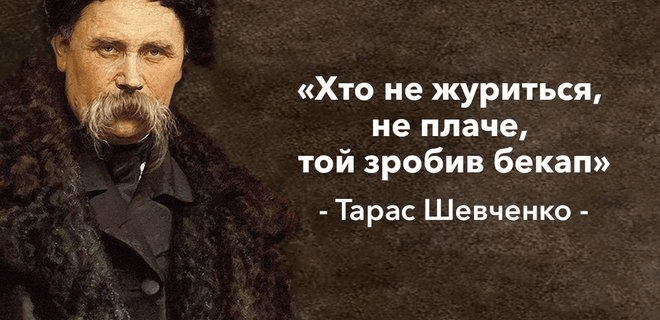 «Хто не журиться,
не плаче,
той зробив бекап»
- Тарас Шевченко -